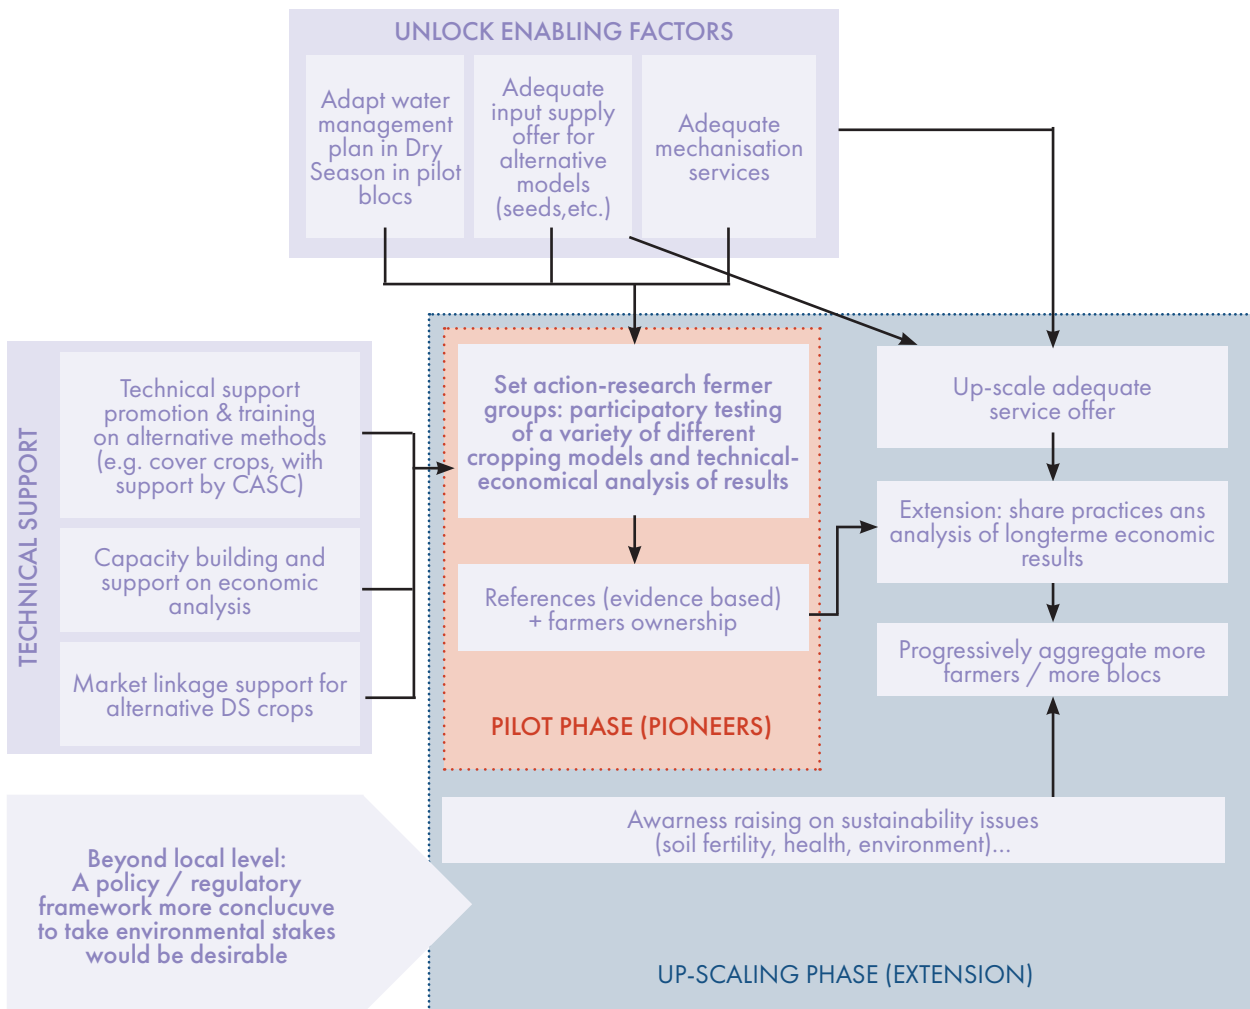 UNLOCK ENABLING FACTORS
Adapt water
management
plan in Dry
Season in pilot
blocs
Adequate
input supply
offer for
alternative
models
(seeds,etc.)
Adequate
mechanisation
services
TECHNICAL SUPPORT
Technical support
promotion & training
on alternative methods
(e.g. cover crops, with
support by CASC)
Capacity building and
support on economic
analysis
Market linkage support for
alternative DS crops
Set action-research fermer
groups: participatory testing
of a variety of different
cropping models and technical-
economical analysis of results
References (evidence based)
+ farmers ownership
PILOT PHASE (PIONEERS)
Up-scale adequate
service offer
Extension: share practices ans
analysis of longterme economic
results
Progressively aggregate more
farmers / more blocs
Awarness raising on sustainability issues
(soil fertility, health, environment)...
Beyond local level:
A policy / regulatory
framework more conclucuve
to take environmental stakes
would be desirable
UP-SCALING PHASE (EXTENSION)